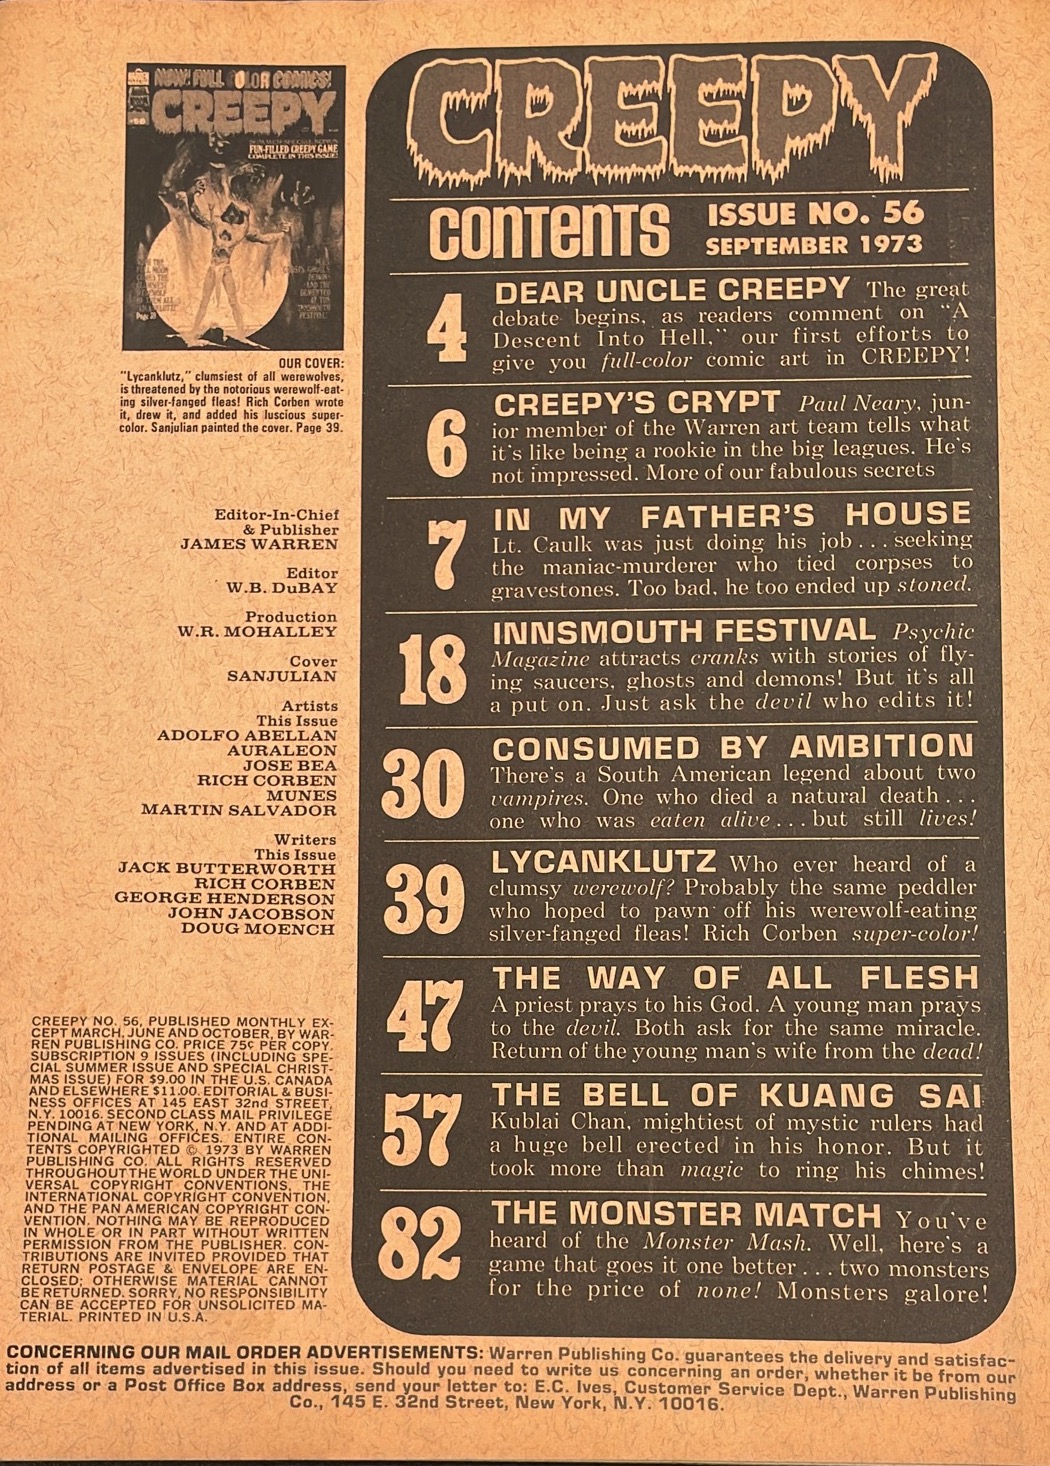 NOW! FULL COLOR COMICS!
CREEPY
FUN-FILLED CREEPY GAME
COMPLETE IN THIS ISSUE!
OUR COVER:
"Lycanklutz," clumsiest of all werewolves,
is threatened by the notorious werewolf-eat-
ing silver-fanged fleas! Rich Corben wrote
it, drew it, and added his luscious super-
color. Sanjulian painted the cover. Page 39.
Editor-In-Chief
& Publisher
JAMES WARREN
Editor
W.B. DuBAY
Production
W.R. MOHALLEY
Cover
SANJULIAN
Artists
This Issue
ADOLFO ABELLAN
AURALEON
JOSE BEA
RICH CORBEN
MUNES
MARTIN SALVADOR
Writers
This Issue
JACK BUTTERWORTH
RICH CORBEN
GEORGE HENDERSON
JOHN JACOBSON
DOUG MOENCH
CREEPY NO. 56, PUBLISHED MONTHLY EX-
CEPT MARCH, JUNE AND OCTOBER, BY WAR-
REN PUBLISHING CO. PRICE 75¢ PER COPY.
SUBSCRIPTION 9 ISSUES (INCLUDING SPE-
CIAL SUMMER ISSUE AND SPECIAL CHRIST-
MAS ISSUE) FOR $9.00 IN THE U.S. CANADA
AND ELSEWHERE $11.00. EDITORIAL & BUSI-
NESS OFFICES AT 145 EAST 32nd STREET,
N.Y. 10016. SECOND CLASS MAIL PRIVILEGE
PENDING AT NEW YORK, N.Y. AND AT ADDI-
TIONAL MAILING OFFICES. ENTIRE CON-
TENTS COPYRIGHTED © 1973 BY WARREN
PUBLISHING CO. ALL RIGHTS RESERVED
THROUGHOUT THE WORLD UNDER THE UNI-
VERSAL COPYRIGHT CONVENTIONS, THE
INTERNATIONAL COPYRIGHT CONVENTION,
AND THE PAN AMERICAN COPYRIGHT CON-
VENTION. NOTHING MAY BE REPRODUCED
IN WHOLE OR IN PART WITHOUT WRITTEN
PERMISSION FROM THE PUBLISHER. CON-
TRIBUTIONS ARE INVITED PROVIDED THAT
RETURN POSTAGE & ENVELOPE ARE EN-
CLOSED; OTHERWISE MATERIAL CANNOT
BE RETURNED. SORRY, NO RESPONSIBILITY
CAN BE ACCEPTED FOR UNSOLICITED MA-
TERIAL. PRINTED IN U.S.A.
CREEPY
CONTENTS
ISSUE NO. 56
SEPTEMBER 1973
4
DEAR UNCLE CREEPY The great
debate begins, as readers comment on "A
Descent Into Hell," our first efforts to
give you full-color comic art in CREEPY!
6
CREEPY'S CRYPT Paul Neary, jun-
ior member of the Warren art team tells what
it's like being a rookie in the big leagues. He's
not impressed. More of our fabulous secrets
7
IN MY FATHER'S HOUSE
Lt. Caulk was just doing his job...seeking
the maniac-murderer who tied corpses to
gravestones. Too bad, he too ended up stoned.
18
INNSMOUTH FESTIVAL Psychic
Magazine attracts cranks with stories of fly-
ing saucers, ghosts and demons! But it's all
a put on. Just ask the devil who edits it!
30
CONSUMED BY AMBITION
There's a South American legend about two
vampires. One who died a natural death...
one who was eaten alive...but still lives!
39
LYCANKLUTZ Who ever heard of a
clumsy werewolf? Probably the same peddler
who hoped to pawn off his werewolf-eating
silver-fanged fleas! Rich Corben super-color!
47
THE WAY OF ALL FLESH
A priest prays to his God. A young man prays
to the devil. Both ask for the same miracle.
Return of the young man's wife from the dead!
57
THE BELL OF KUANG SAI
Kublai Chan, mightiest of mystic rulers had
a huge bell erected in his honor. But it
took more than magic to ring his chimes!
82
THE MONSTER MATCH You've
heard of the Monster Mash. Well, here's a
game that goes it one better...two monsters
for the price of none! Monsters galore!
CONCERNING OUR MAIL ORDER ADVERTISEMENTS: Warren Publishing Co. guarantees the delivery and satisfac-
tion of all items advertised in this issue. Should you need to write us concerning an order, whether it be from our
address or a Post Office Box address, send your letter to: E.C. Ives, Customer Service Dept., Warren Publishing
Co., 145 E. 32nd Street, New York, N.Y. 10016.